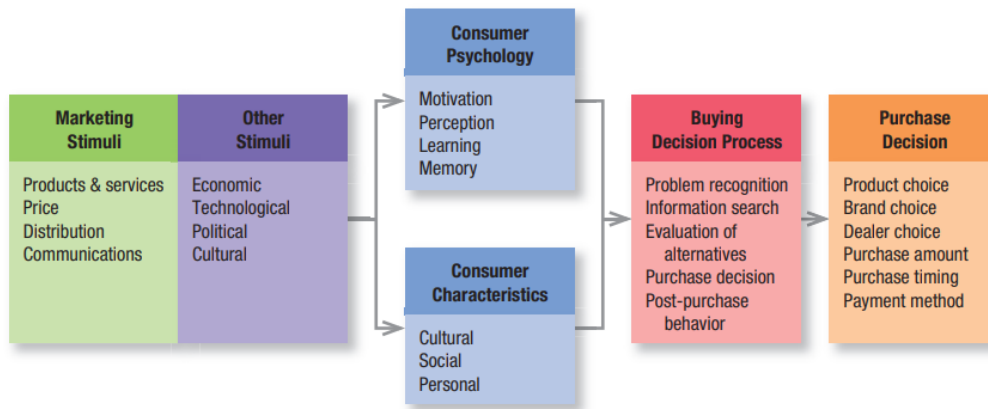 Marketing
Stimuli
Products & services
Price
Distribution
Communications
Other
Stimuli
Economic
Technological
Political
Cultural
Consumer
Psychology
Motivation
Perception
Learning
Memory
Consumer
Characteristics
Cultural
Social
Personal
Buying
Decision Process
Problem recognition
Information search
Evaluation of
alternatives
Purchase decision
Post-purchase
behavior
Purchase
Decision
Product choice
Brand choice
Dealer choice
Purchase amount
Purchase timing
Payment method